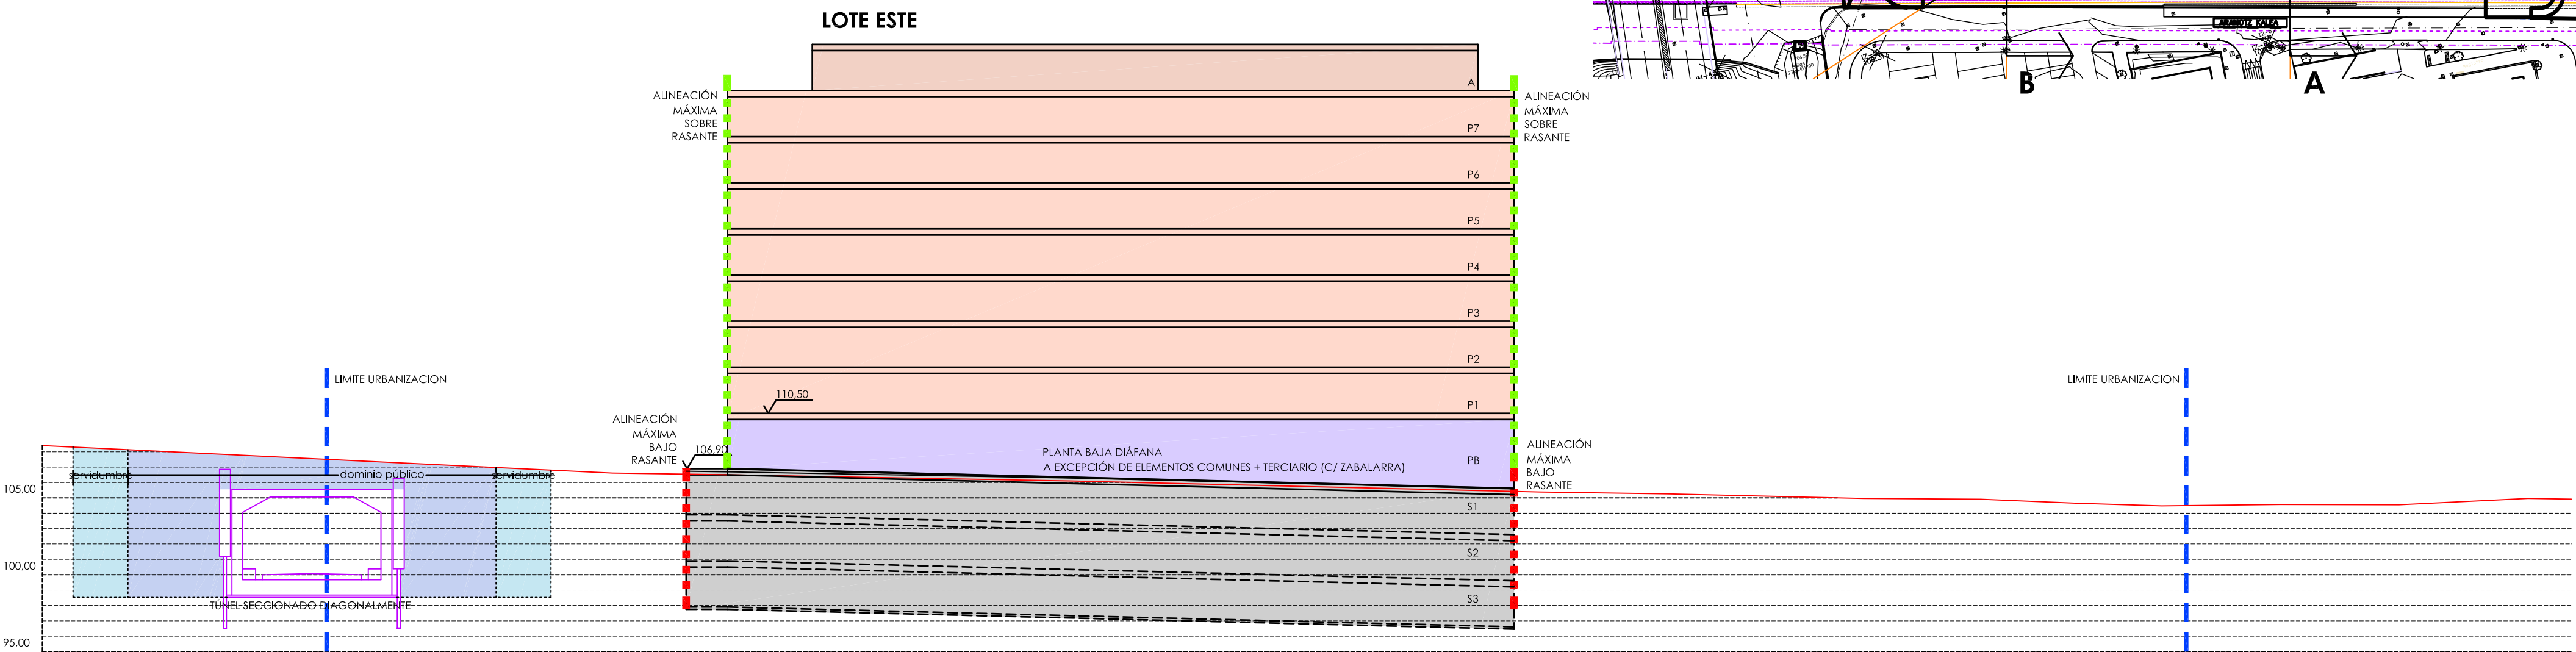 LOTE ESTE
ARAMOTZ KALEA
B
A
A
ALINEACIÓN
MÁXIMA
SOBRE
RASANTE
ALINEACIÓN
MÁXIMA
SOBRE
RASANTE
P7
P6
P5
P4
P3
P2
LIMITE URBANIZACION
LIMITE URBANIZACION
110,50
P1
ALINEACIÓN
MÁXIMA
BAJO
RASANTE
106,90
PLANTA BAJA DIÁFANA
A EXCEPCIÓN DE ELEMENTOS COMUNES + TERCIARIO (C/ ZABALARRA)
PB
ALINEACIÓN
MÁXIMA
BAJO
RASANTE
servidumbre
dominio público
servidumbre
105,00
S1
S2
100,00
S3
TÚNEL SECCIONADO DIAGONALMENTE
95,00